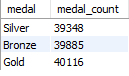 medal medal_count
Silver 39348
Bronze 39885
Gold 40116